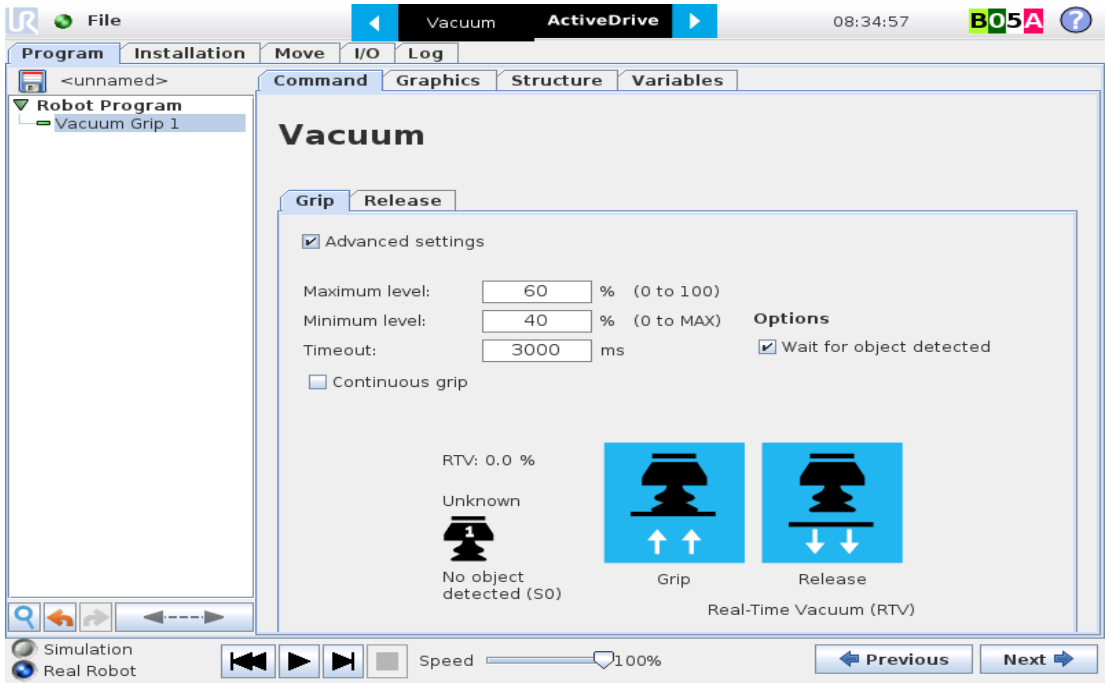 UR File Vacuum ActiveDrive 08:34:57 B05A ?
Program Installation Move I/O Log
<unnamed>
Command Graphics Structure Variables
Robot Program
Vacuum Grip 1
Vacuum
Grip Release
Advanced settings
Maximum level: 60 % (0 to 100)
Minimum level: 40 % (0 to MAX) Options
Timeout: 3000 ms Wait for object detected
Continuous grip
RTV: 0.0 %
Unknown
1
No object
detected (S0)
Grip Release
Real-Time Vacuum (RTV)
Simulation
Real Robot
Speed 100% Previous Next